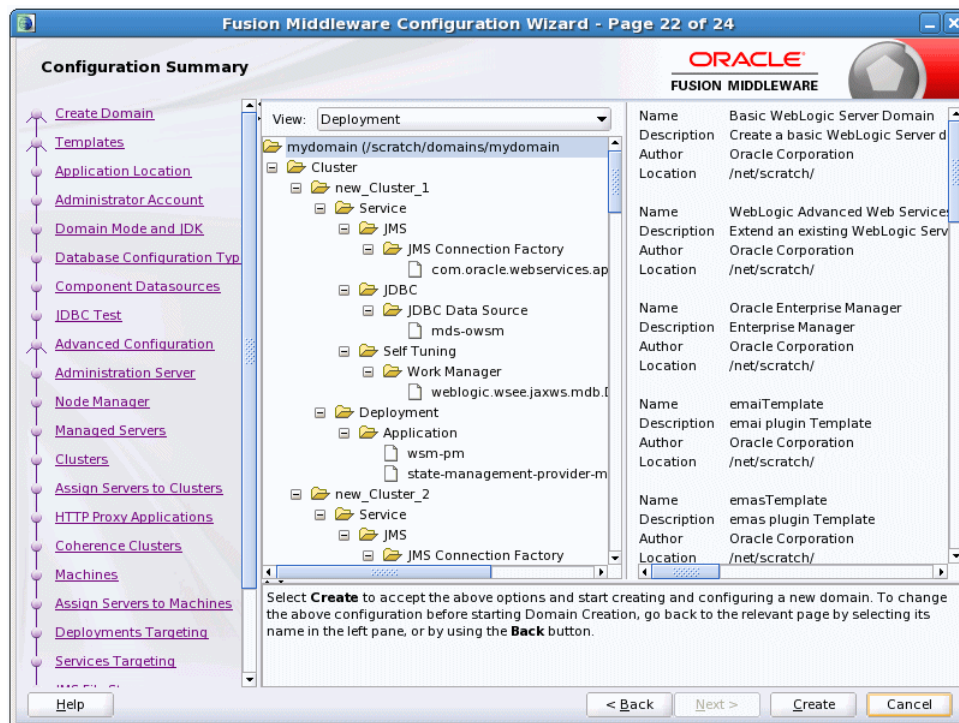 Fusion Middleware Configuration Wizard - Page 22 of 24
Configuration Summary
ORACLE
FUSION MIDDLEWARE
Create Domain
Templates
Application Location
Administrator Account
Domain Mode and JDK
Database Configuration Typ
Component Datasources
JDBC Test
Advanced Configuration
Administration Server
Node Manager
Managed Servers
Clusters
Assign Servers to Clusters
HTTP Proxy Applications
Coherence Clusters
Machines
Assign Servers to Machines
Deployments Targeting
Services Targeting
View: Deployment
mydomain (/scratch/domains/mydomain
Cluster
new_Cluster_1
Service
JMS
JMS Connection Factory
com.oracle.webservices.ap
JDBC
JDBC Data Source
mds-owsm
Self Tuning
Work Manager
weblogic.wsee.jaxws.mdb.
Deployment
Application
wsm-pm
state-management-provider-m
new_Cluster_2
Service
JMS
JMS Connection Factory
Name Basic WebLogic Server Domain
Description Create a basic WebLogic Server d
Author Oracle Corporation
Location /net/scratch/
Name WebLogic Advanced Web Services
Description Extend an existing WebLogic Serv
Author Oracle Corporation
Location /net/scratch/
Name Oracle Enterprise Manager
Description Enterprise Manager
Author Oracle Corporation
Location /net/scratch/
Name emaiTemplate
Description emai plugin Template
Author Oracle Corporation
Location /net/scratch/
Name emasTemplate
Description emas plugin Template
Author Oracle Corporation
Location /net/scratch/
Select Create to accept the above options and start creating and configuring a new domain. To change
the above configuration before starting Domain Creation, go back to the relevant page by selecting its
name in the left pane, or by using the Back button.
Help
< Back
Next >
Create
Cancel